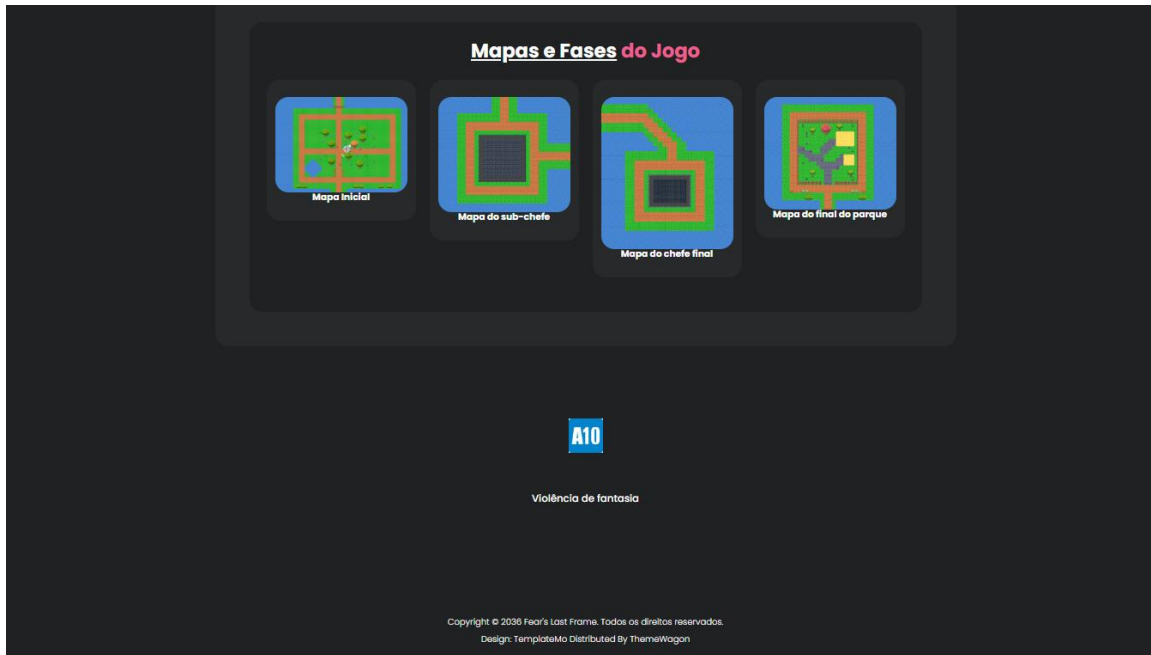 Mapas e Fases do Jogo
Mapa Inicial
Mapa do sub-chefe
Mapa do chefe final
Mapa do final do parque
A10
Violência de fantasia
Copyright © 2036 Fear's Last Frame. Todos os direitos reservados.
Design: TemplateMo Distributed By ThemeWagon